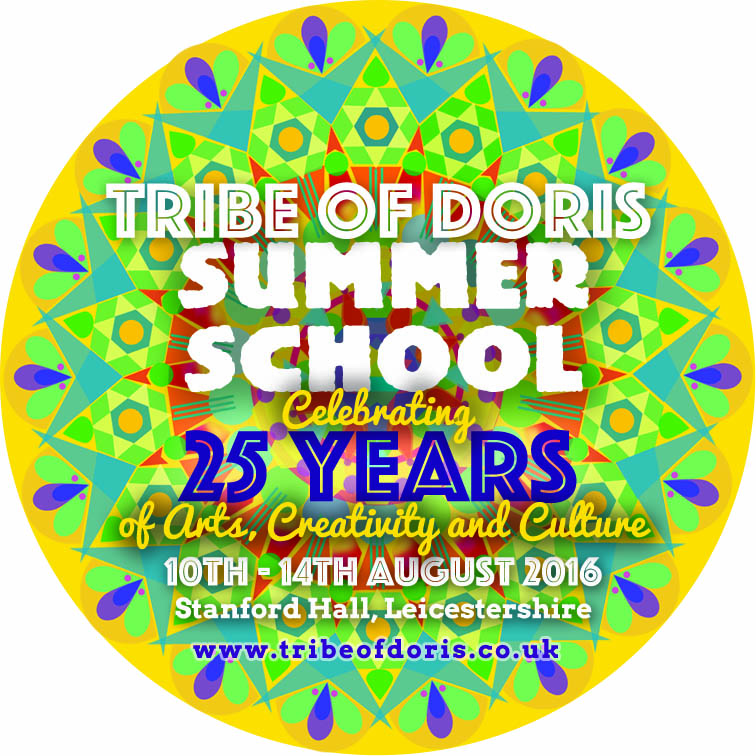 TRIBE OF DORIS
SUMMER
SCHOOL
Celebrating
25 YEARS
of Arts, Creativity and Culture
10TH - 14TH AUGUST 2016
Stanford Hall, Leicestershire
www.tribeofdoris.co.uk